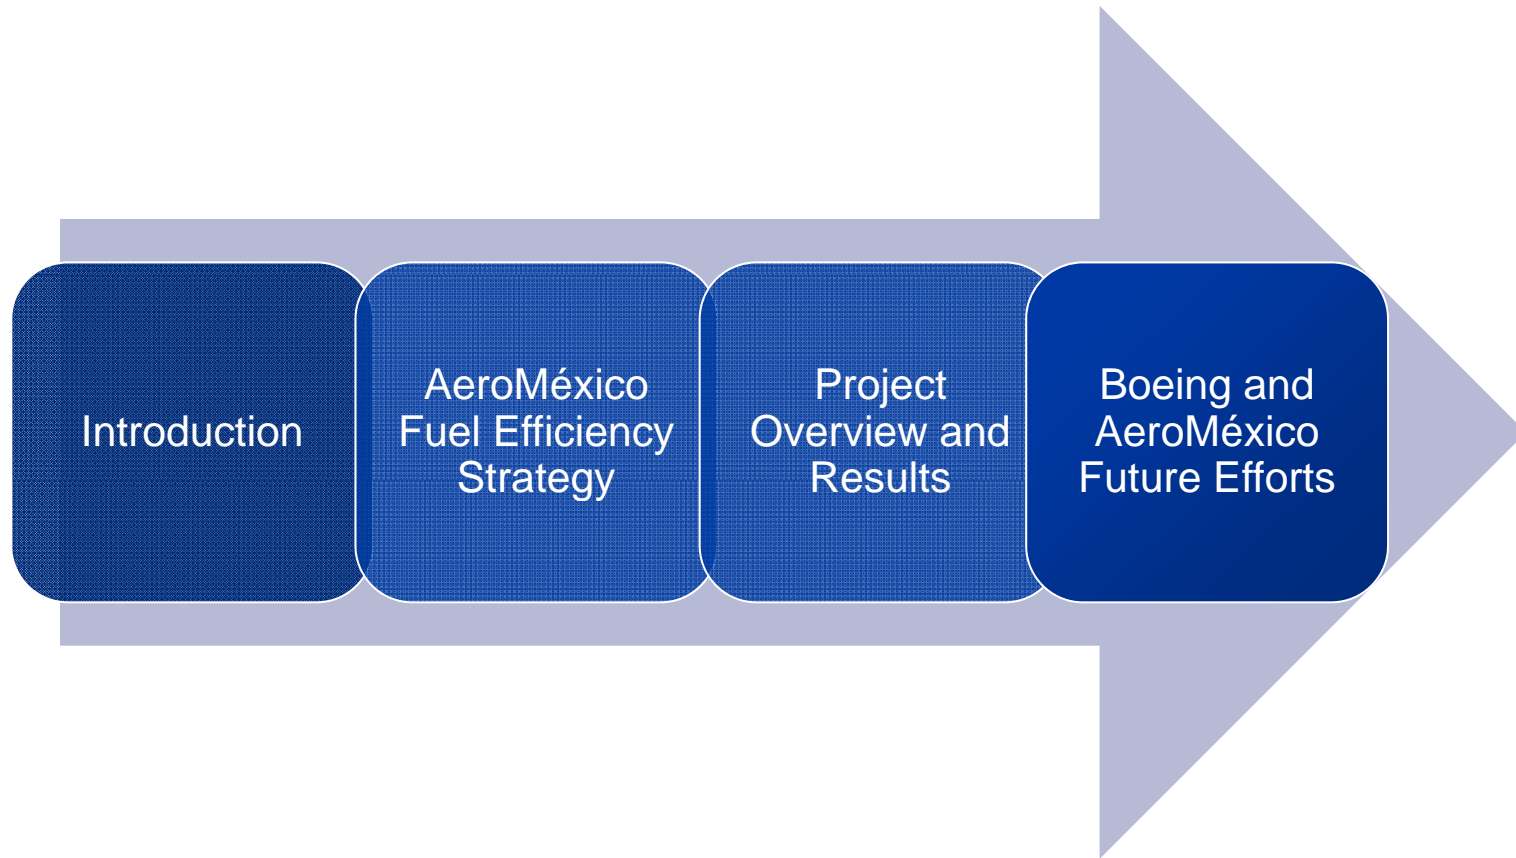 Introduction
AeroMéxico
Fuel Efficiency
Strategy
Project
Overview and
Results
Boeing and
AeroMéxico
Future Efforts